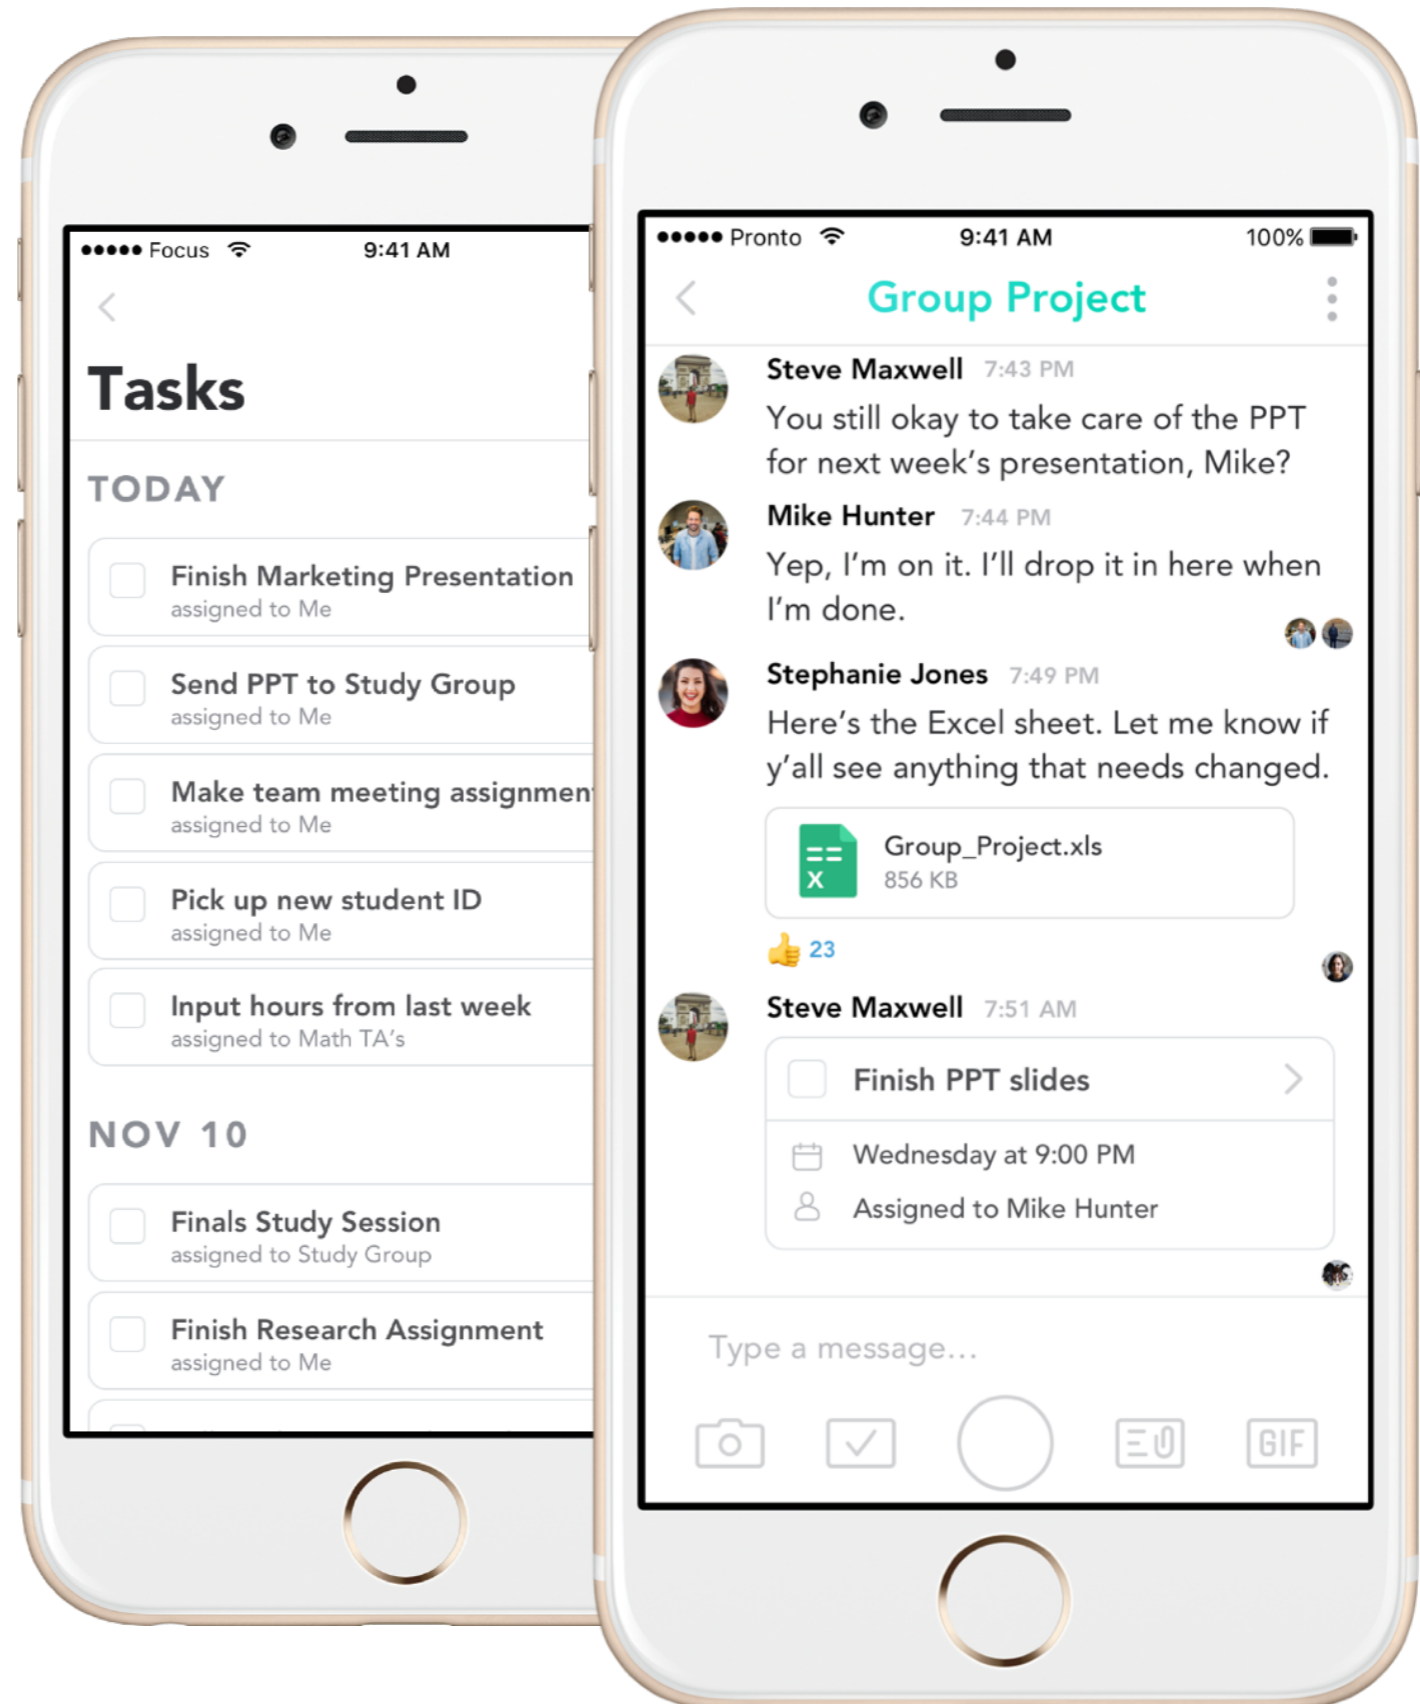 Focus 9:41 AM
Tasks
TODAY
Finish Marketing Presentation
assigned to Me
Send PPT to Study Group
assigned to Me
Make team meeting
assigned to Me
Pick up new student ID
assigned to Me
Input hours from last week
assigned to Math TA's
NOV 10
Finals Study Session
assigned to Study Group
Finish Research Assignment
assigned to Me
Pronto 9:41 AM 100%
Group Project
Steve Maxwell 7:43 PM
You still okay to take care of the PPT
for next week's presentation, Mike?
Mike Hunter 7:44 PM
Yep, I'm on it. I'll drop it in here when
I'm done.
Stephanie Jones 7:49 PM
Here's the Excel sheet. Let me know if
y'all see anything that needs changed.
X
Group_Project.xls
856 KB
👍 23
Steve Maxwell 7:51 AM
Finish PPT slides
Wednesday at 9:00 PM
Assigned to Mike Hunter
Type a message...
GIF